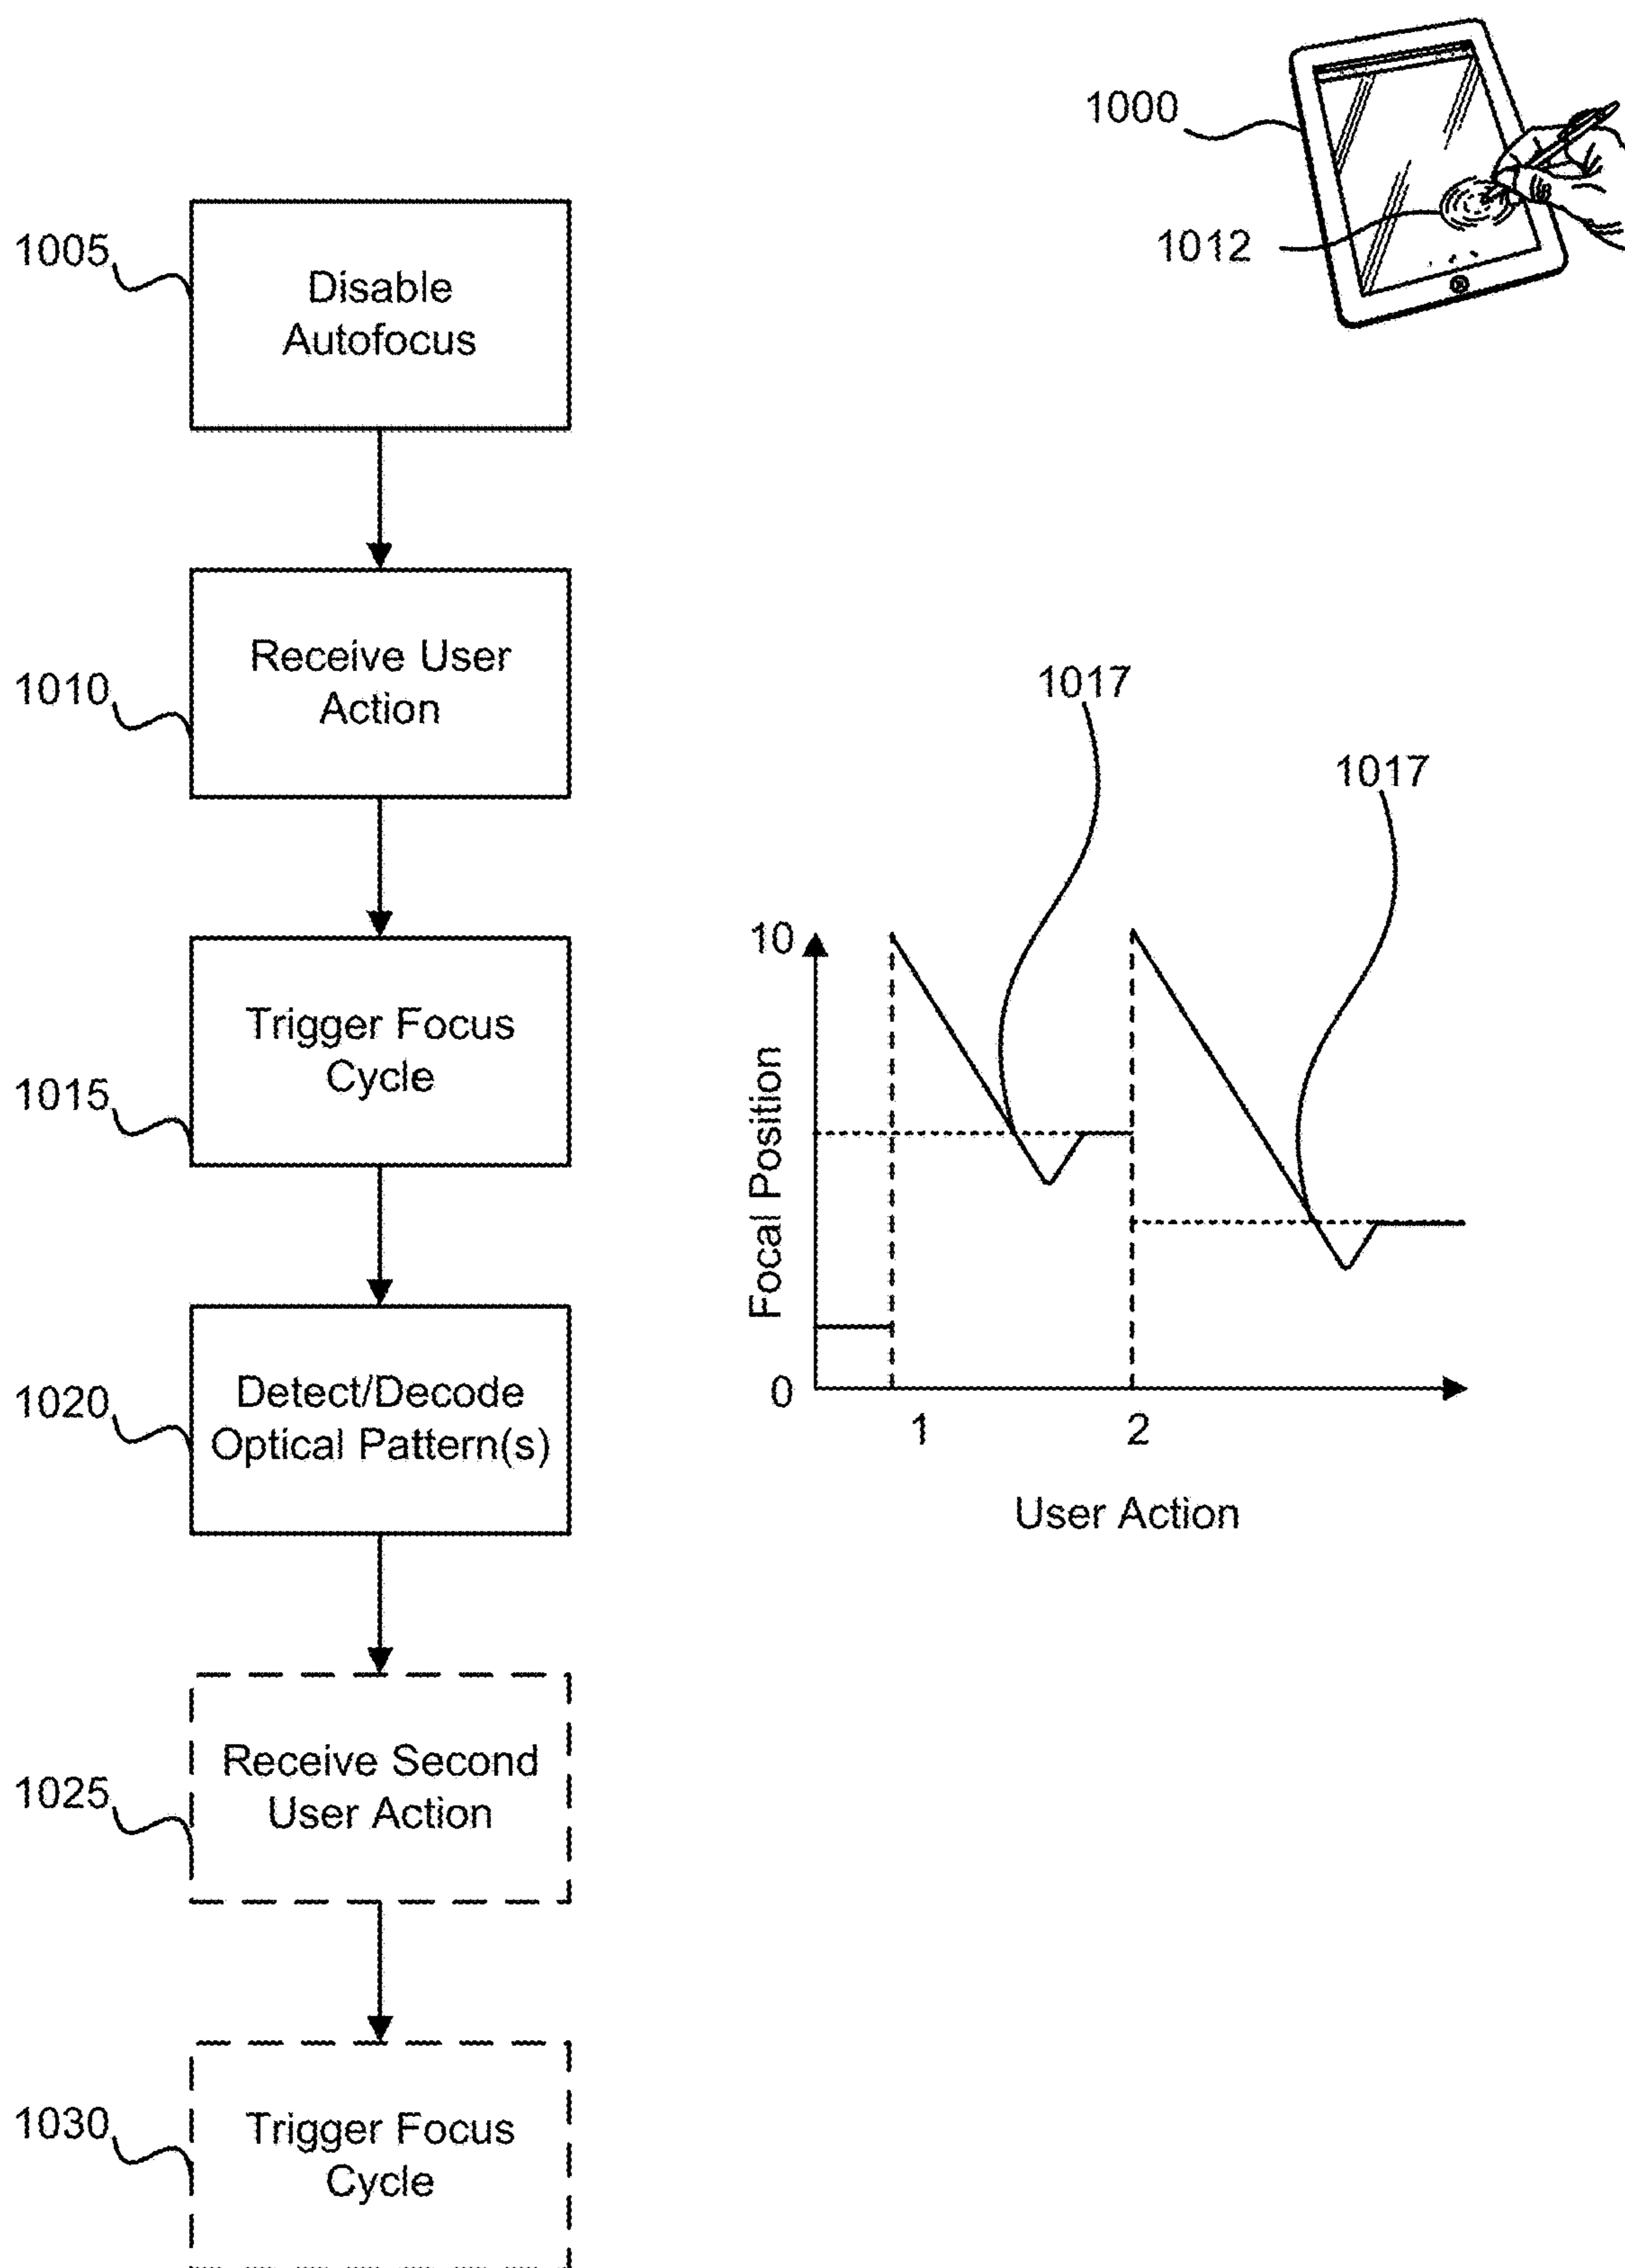 1000
1012
1005
Disable
Autofocus
1010
Receive User
Action
1015
Trigger Focus
Cycle
1020
Detect/Decode
Optical Pattern(s)
1025
Receive Second
User Action
1030
Trigger Focus
Cycle
1017
1017
10
Focal Position
0
1
2
User Action